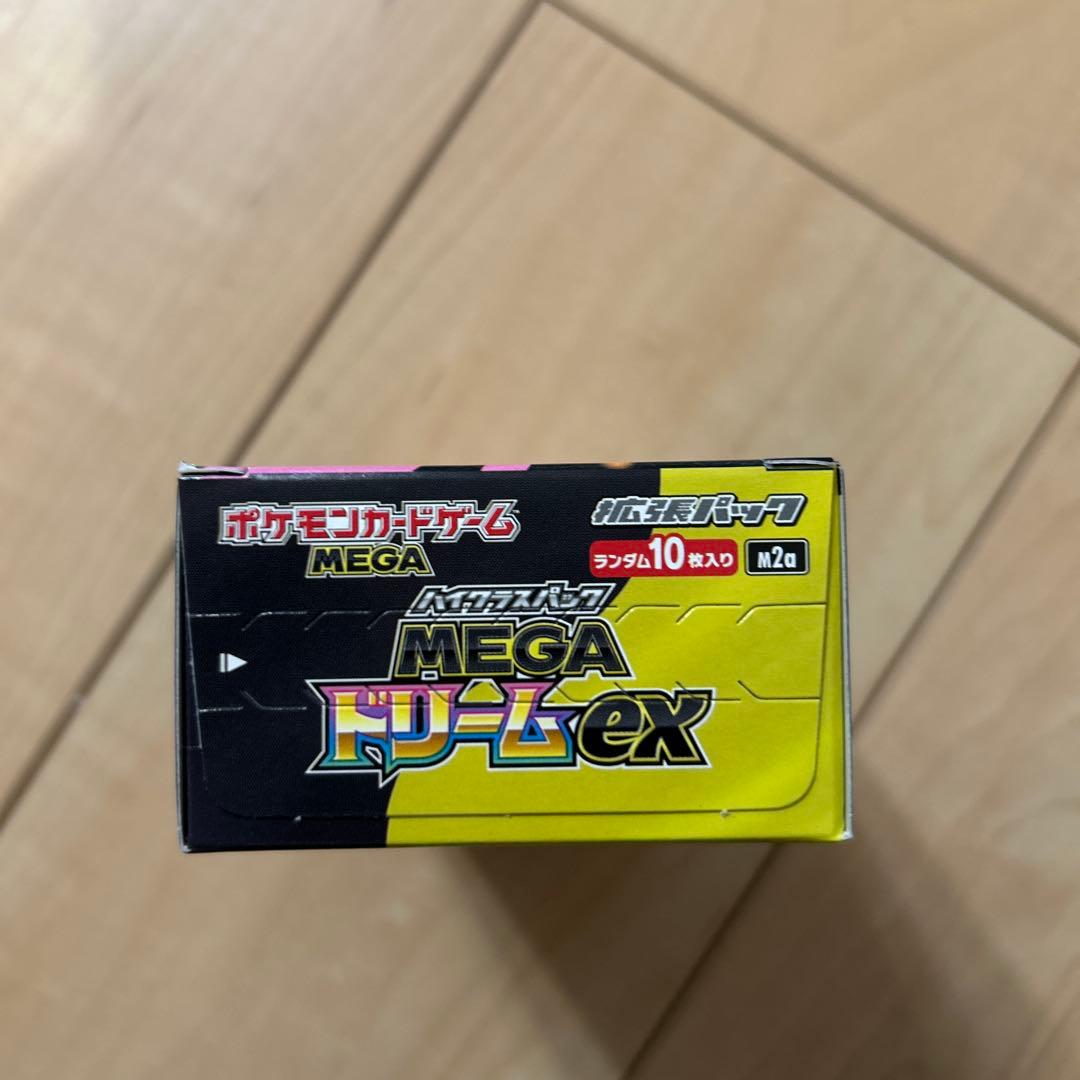 ポケモンカードゲーム
MEGA
拡張パック
ランダム10枚入り M2a
ハイクラスパック
MEGA
ドリームex